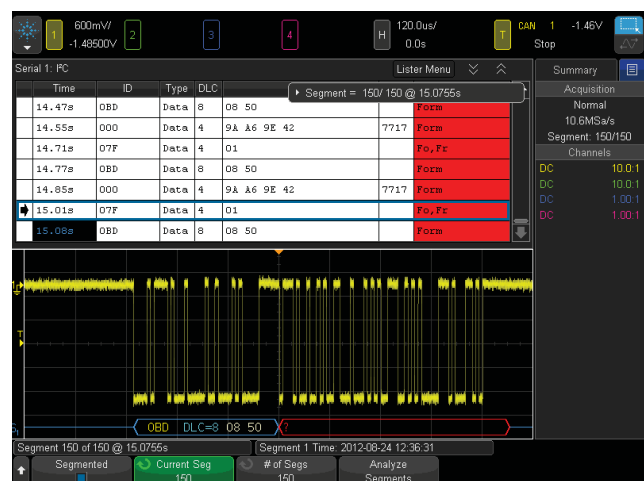 1 600mV/ 2 3 4 H 120.0us/ T CAN 1 -1.46V
-1.48500V 0.0s Stop
Serial 1: I²C Lister Menu Summary
Time ID Type DLC
Segment = 150/ 150 @ 15.0755s
14.47s 0BD Data 8 08 50 Form
14.55s 000 Data 4 9A A6 9E 42 7717 Form
14.71s 07F Data 4 01 Fo,Fr
14.77s 0BD Data 8 08 50 Form
14.85s 000 Data 4 9A A6 9E 42 7717 Form
15.01s 07F Data 4 01 Fo,Fr
15.08s 0BD Data 8 08 50 Form
Acquisition
Normal
10.6MSa/s
Segment: 150/150
Channels
DC 10.0:1
DC 10.0:1
DC 1.00:1
DC 1.00:1
1
T
S1 0BD DLC=8 08 50 ?
Segment 150 of 150 @ 15.0755s Segment 1 Time: 2012-08-24 12:36:31
Segmented Current Seg # of Segs Analyze
150 150 Segments